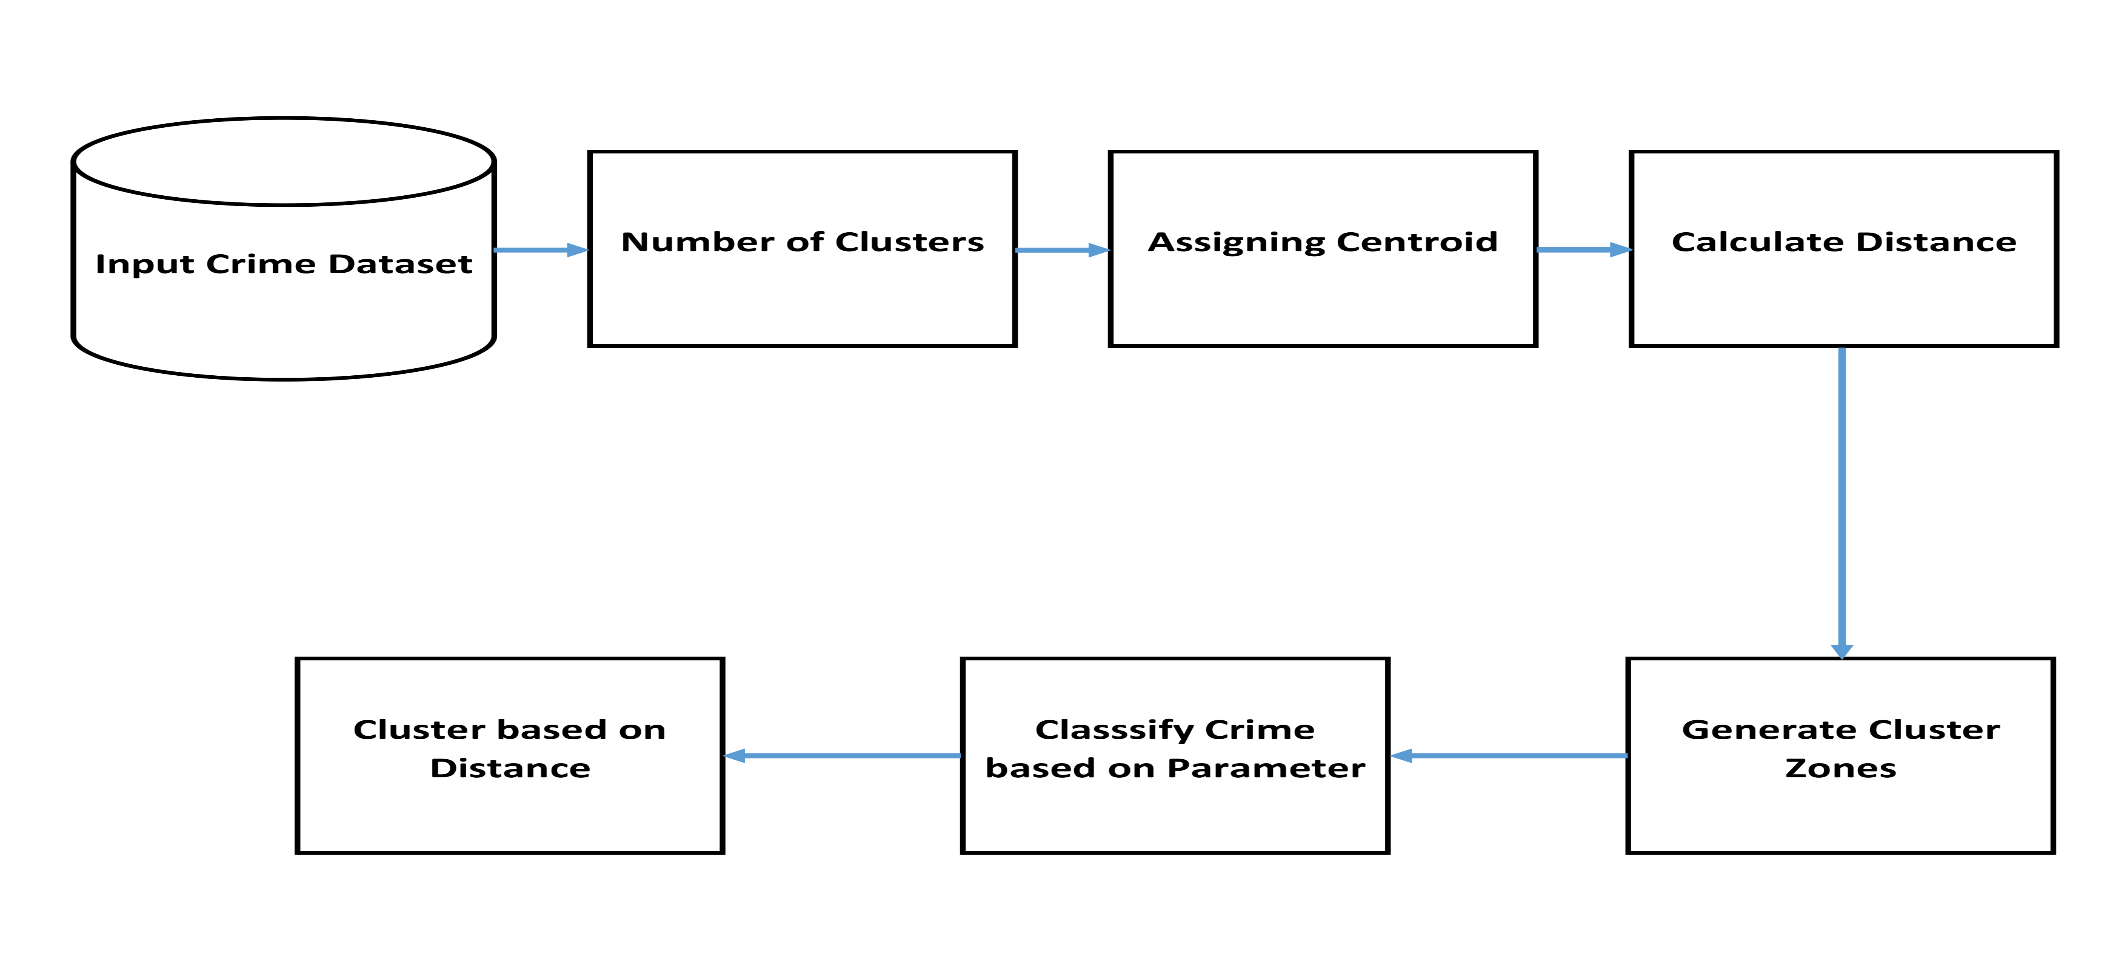 Input Crime Dataset
Number of Clusters
Assigning Centroid
Calculate Distance
Generate Cluster
Zones
Classsify Crime
based on Parameter
Cluster based on
Distance